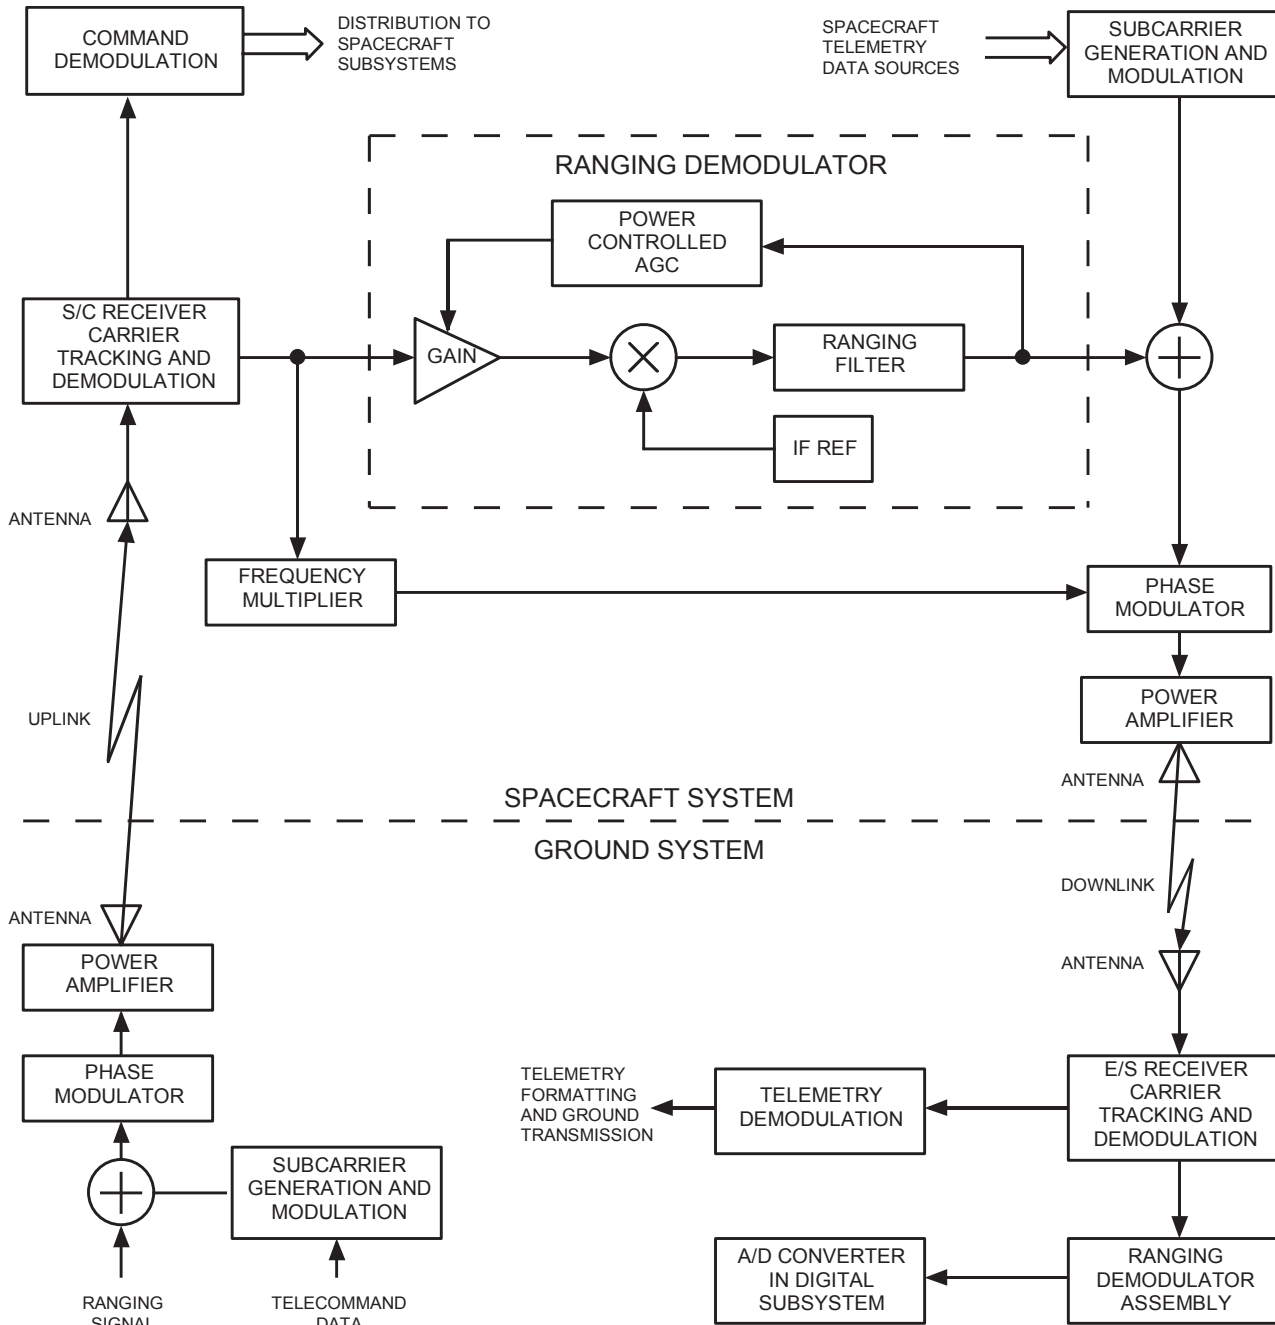 COMMAND
DEMODULATION
DISTRIBUTION TO
SPACECRAFT
SUBSYSTEMS
SPACECRAFT
TELEMETRY
DATA SOURCES
SUBCARRIER
GENERATION AND
MODULATION
RANGING DEMODULATOR
POWER
CONTROLLED
AGC
S/C RECEIVER
CARRIER
TRACKING AND
DEMODULATION
GAIN
RANGING
FILTER
IF REF
ANTENNA
FREQUENCY
MULTIPLIER
PHASE
MODULATOR
POWER
AMPLIFIER
UPLINK
ANTENNA
SPACECRAFT SYSTEM
GROUND SYSTEM
DOWNLINK
ANTENNA
POWER
AMPLIFIER
ANTENNA
PHASE
MODULATOR
TELEMETRY
FORMATTING
AND GROUND
TRANSMISSION
TELEMETRY
DEMODULATION
E/S RECEIVER
CARRIER
TRACKING AND
DEMODULATION
SUBCARRIER
GENERATION AND
MODULATION
A/D CONVERTER
IN DIGITAL
SUBSYSTEM
RANGING
DEMODULATOR
ASSEMBLY
RANGING
SIGNAL
TELECOMMAND
DATA